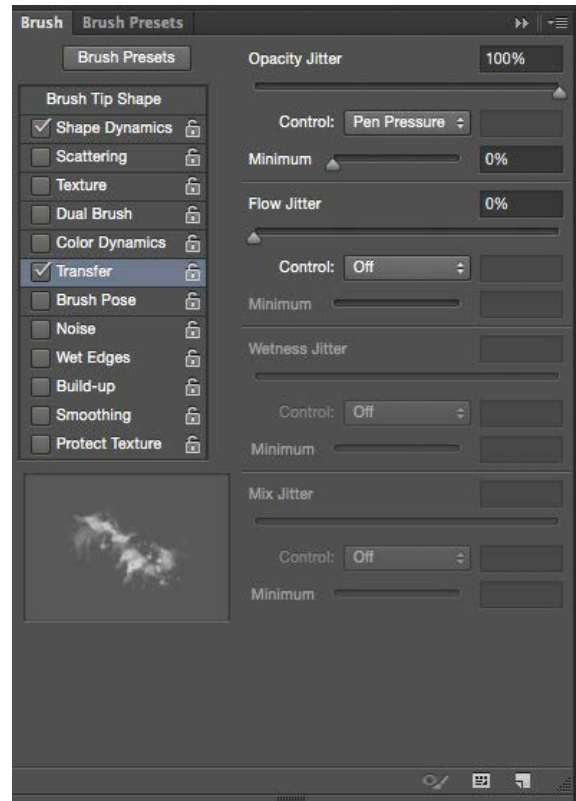 Brush Brush Presets
Brush Presets
Brush Tip Shape
Shape Dynamics
Scattering
Texture
Dual Brush
Color Dynamics
Transfer
Brush Pose
Noise
Wet Edges
Build-up
Smoothing
Protect Texture
Opacity Jitter 100%
Control: Pen Pressure
Minimum 0%
Flow Jitter 0%
Control: Off
Minimum
Wetness Jitter
Control: Off
Minimum
Mix Jitter
Control: Off
Minimum